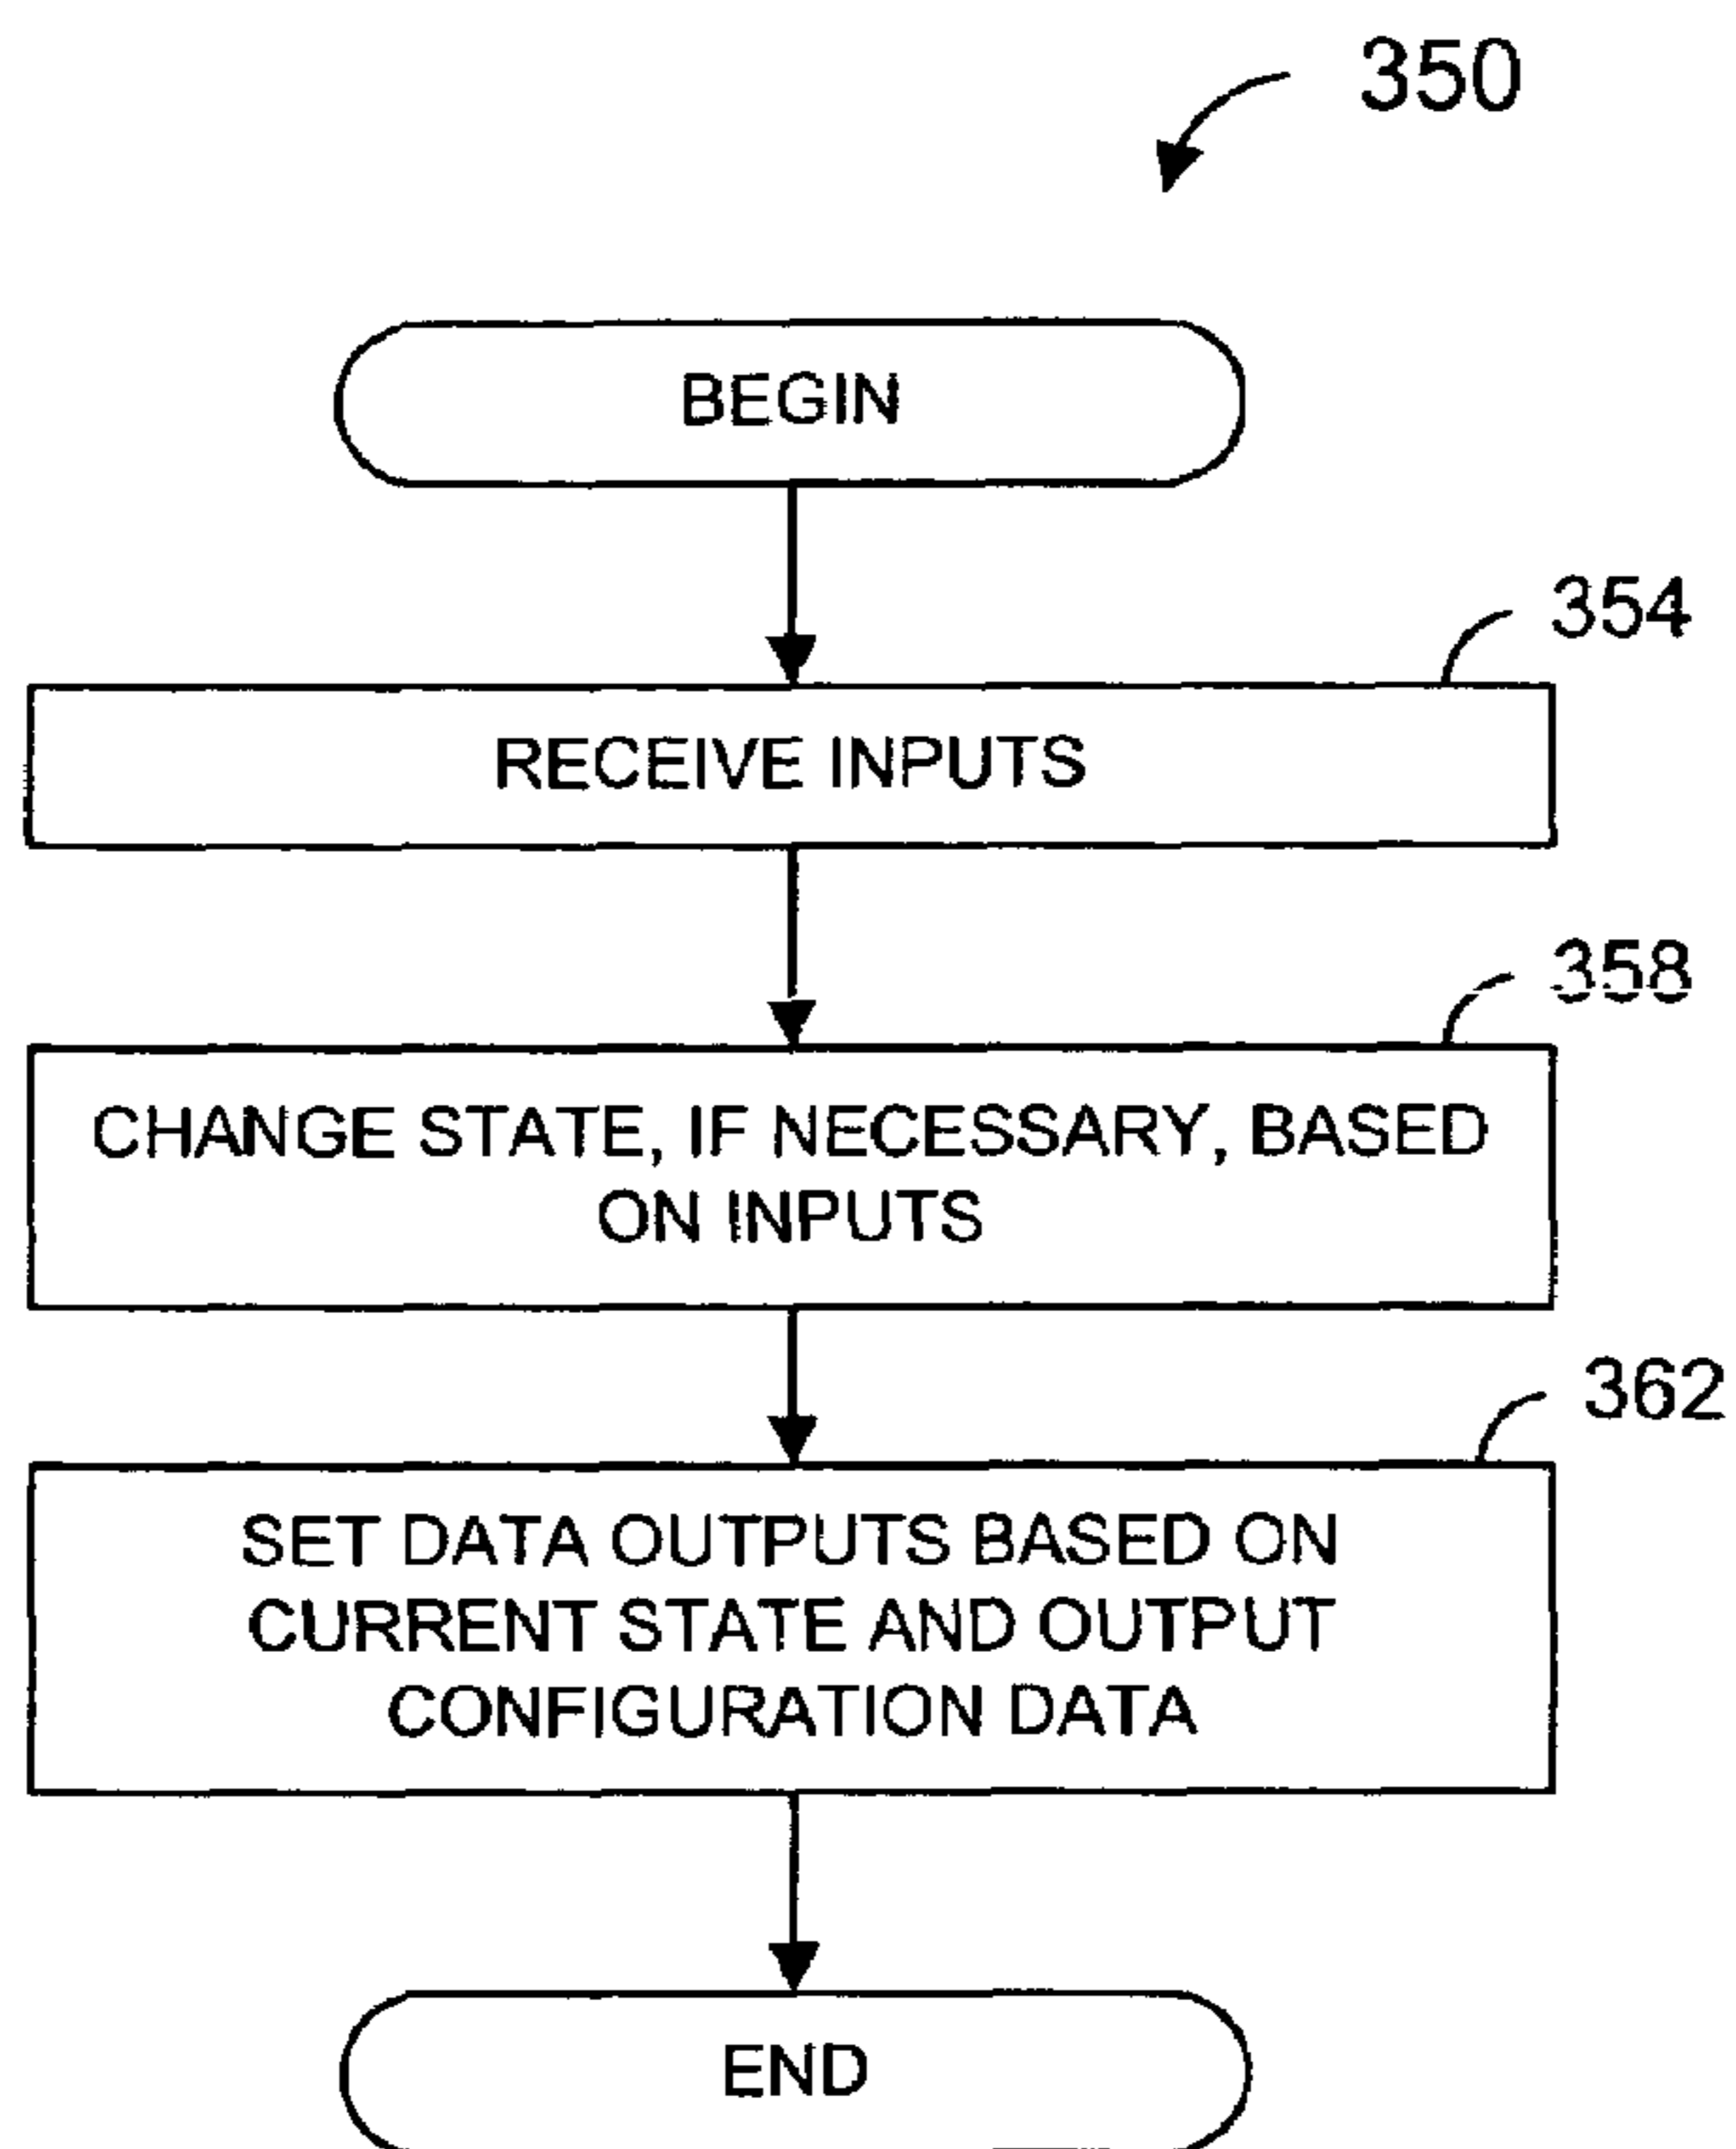 350
BEGIN
354
RECEIVE INPUTS
358
CHANGE STATE, IF NECESSARY, BASED
ON INPUTS
362
SET DATA OUTPUTS BASED ON
CURRENT STATE AND OUTPUT
CONFIGURATION DATA
END